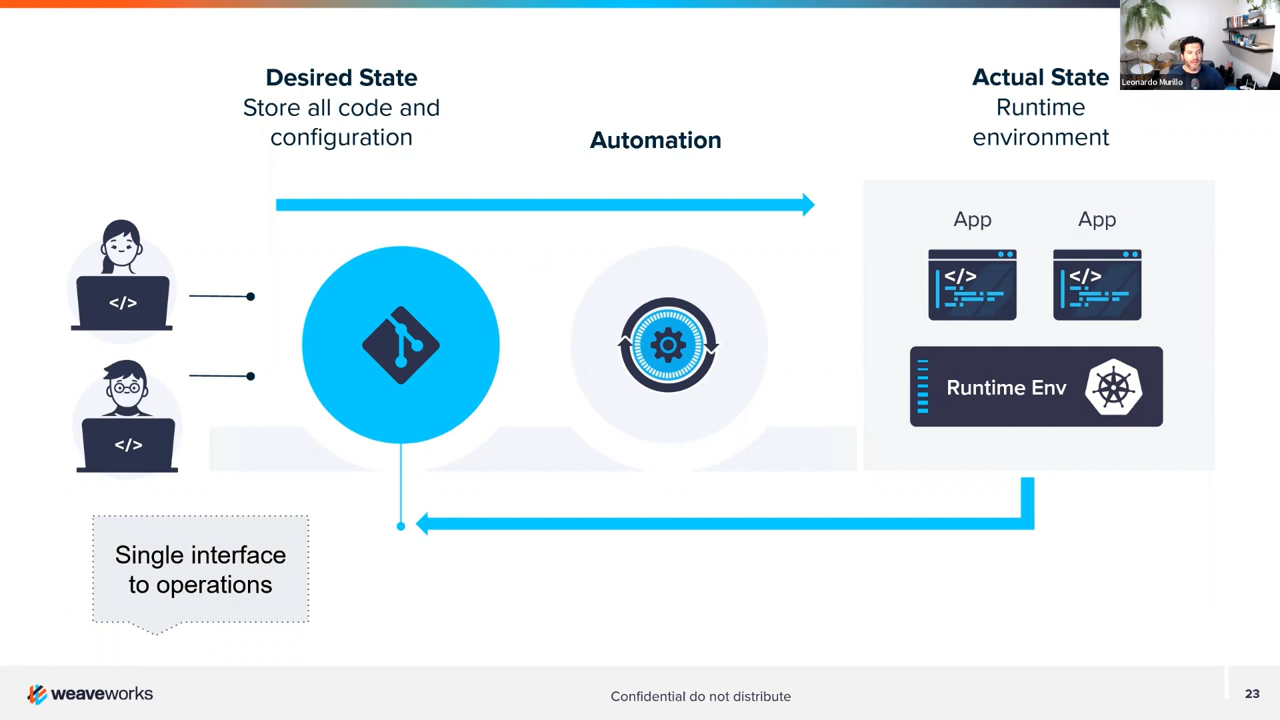 Desired State
Store all code and
configuration
Automation
Actual State
Runtime
environment
Leonardo Murillo
App
App
</>
</>
</>
</>
Runtime Env
Single interface
to operations
weaveworks
Confidential do not distribute
23